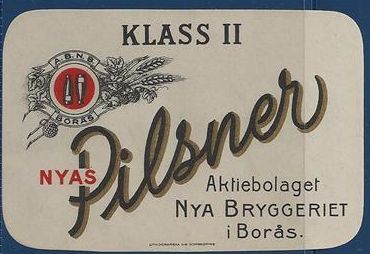 KLASS II
A.B.N.B.
BORÅS
NYAS
Pilsner
Aktiebolaget
NYA BRYGGERIET
i Borås.